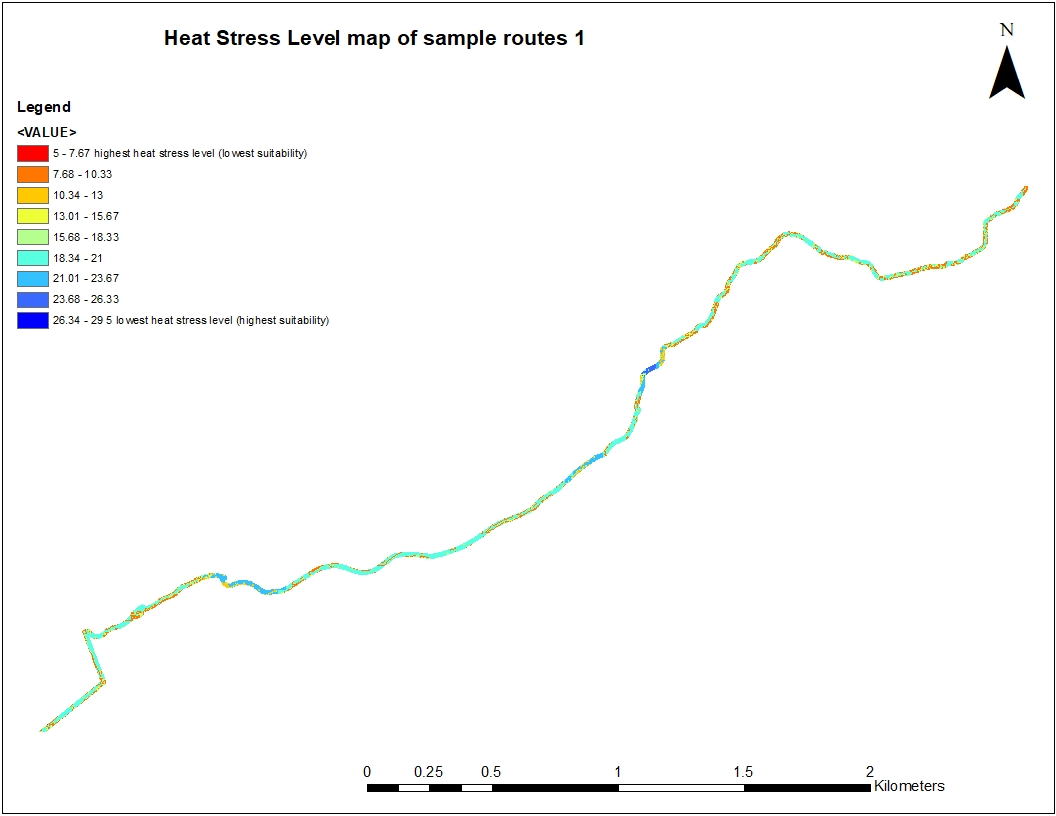 Heat Stress Level map of sample routes 1
N
Legend
<VALUE>
5 - 7.67 highest heat stress level (lowest suitability)
7.68 - 10.33
10.34 - 13
13.01 - 15.67
15.68 - 18.33
18.34 - 21
21.01 - 23.67
23.68 - 26.33
26.34 - 29 5 lowest heat stress level (highest suitability)
0 0.25 0.5 1 1.5 2
Kilometers